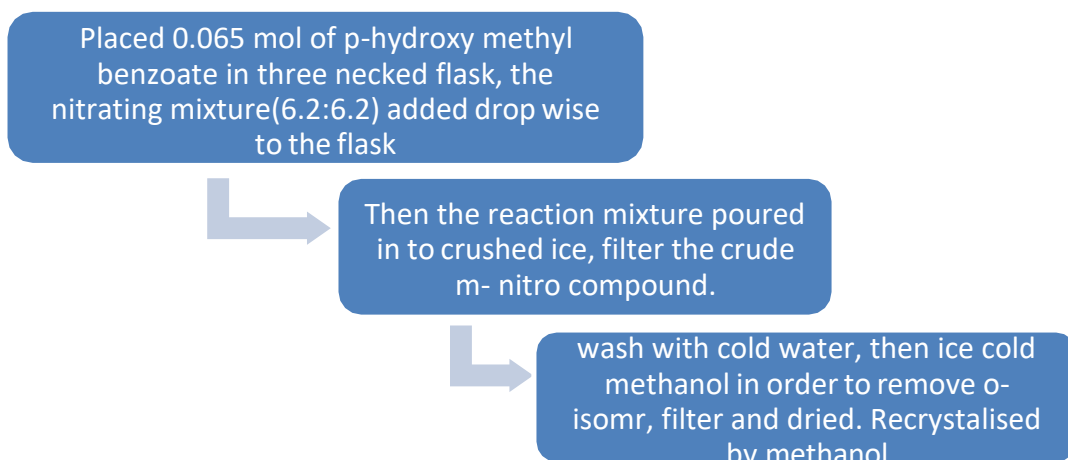 Placed 0.065 mol of p-hydroxy methyl
benzoate in three necked flask, the
nitrating mixture(6.2:6.2) added drop wise
to the flask
Then the reaction mixture poured
in to crushed ice, filter the crude
m- nitro compound.
wash with cold water, then ice cold
methanol in order to remove o-
isomr, filter and dried. Recrystalised
by methanol